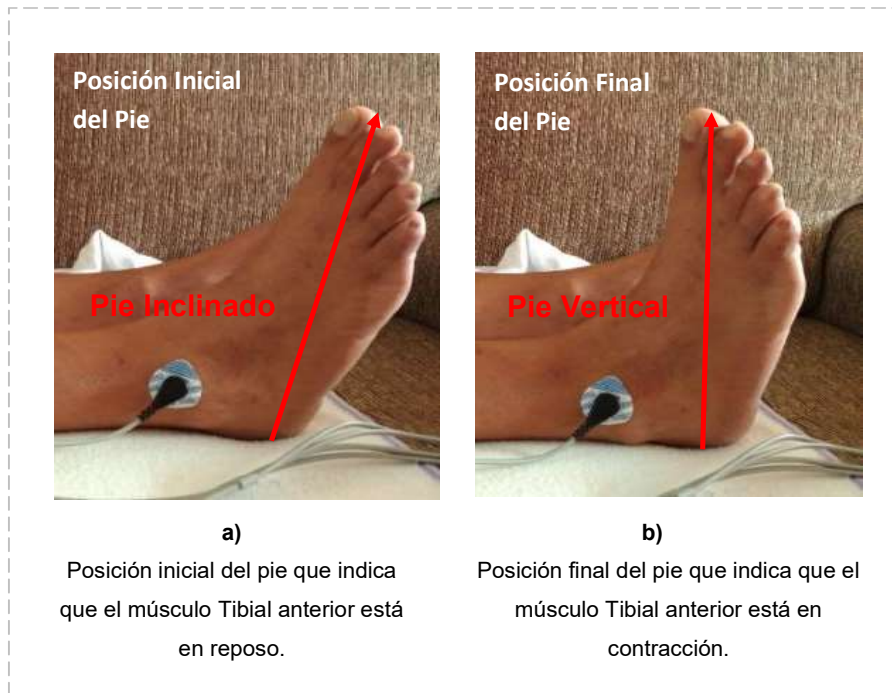 Posición Inicial
del Pie
Pie Inclinado
Posición Final
del Pie
Pie Vertical
a)
Posición inicial del pie que indica
que el músculo Tibial anterior está
en reposo.
b)
Posición final del pie que indica que el
músculo Tibial anterior está en
contracción.